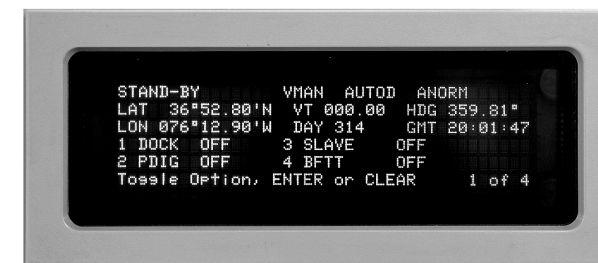 STAND-BY VMAN AUTOD ANORM
LAT 36°52.80'N VT 000.00 HDG 359.81°
LON 076°12.90'W DAY 314 GMT 20:01:47
1 DOCK OFF 3 SLAVE OFF
2 PDIG OFF 4 BFTT OFF
Toggle Option, ENTER or CLEAR 1 of 4